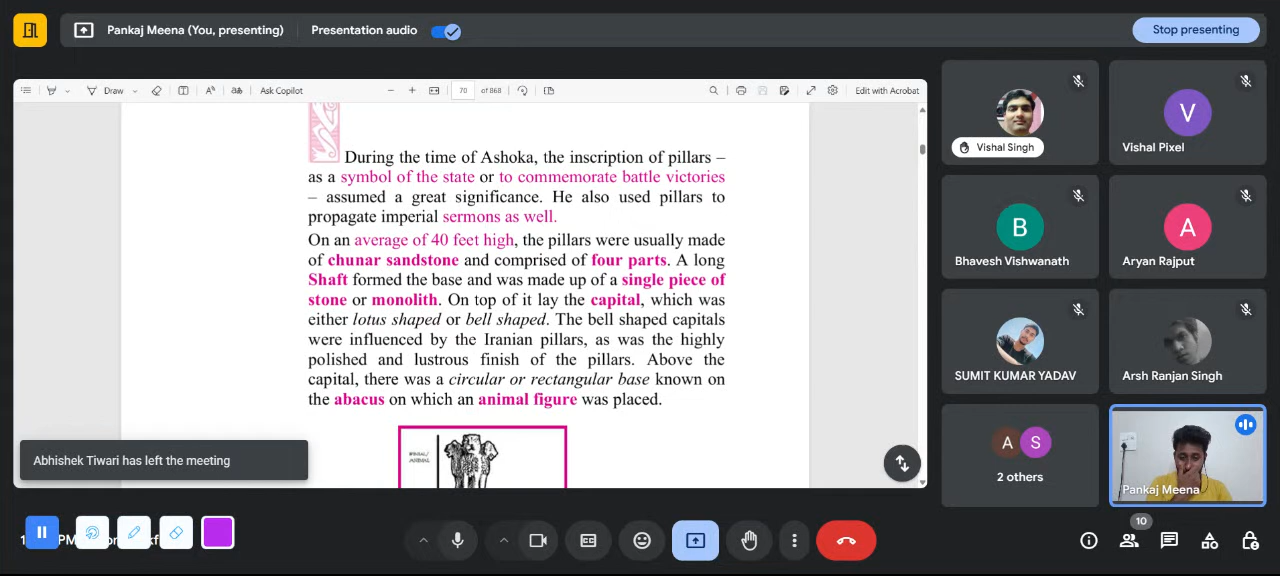 Pankaj Meena (You, presenting)
Presentation audio
Stop presenting
Draw
Ask Copilot
70
of 868
Edit with Acrobat
During the time of Ashoka, the inscription of pillars –
as a symbol of the state or to commemorate battle victories
– assumed a great significance. He also used pillars to
propagate imperial sermons as well.
On an average of 40 feet high, the pillars were usually made
of chunar sandstone and comprised of four parts. A long
Shaft formed the base and was made up of a single piece of
stone or monolith. On top of it lay the capital, which was
either lotus shaped or bell shaped. The bell shaped capitals
were influenced by the Iranian pillars, as was the highly
polished and lustrous finish of the pillars. Above the
capital, there was a circular or rectangular base known on
the abacus on which an animal figure was placed.
Abhishek Tiwari has left the meeting
Vishal Singh
V
Vishal Pixel
B
Bhavesh Vishwanath
A
Aryan Rajput
SUMIT KUMAR YADAV
Arsh Ranjan Singh
A
S
2 others
Pankaj Meena
10